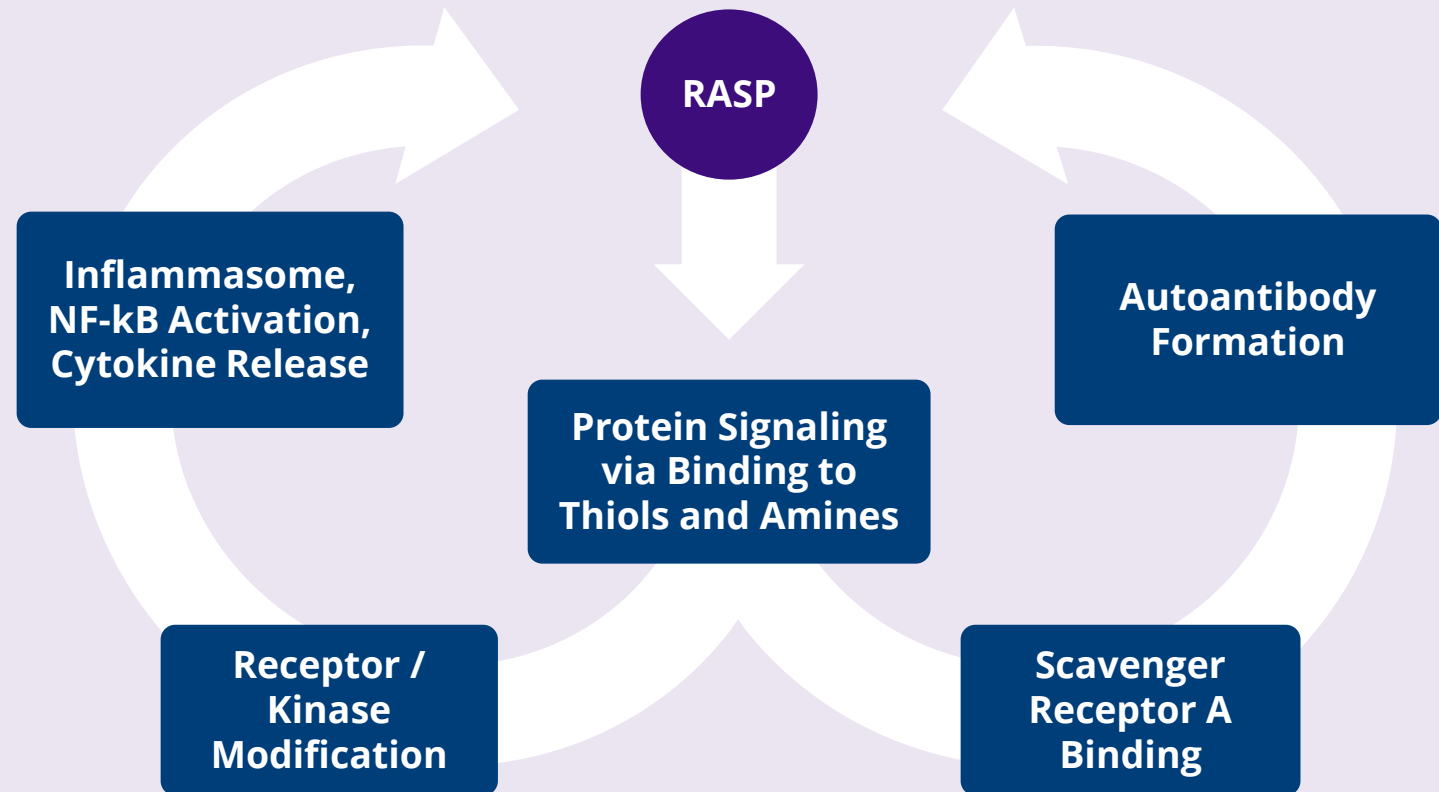 RASP
Inflammasome,
NF-kB Activation,
Cytokine Release
Autoantibody
Formation
Protein Signaling
via Binding to
Thiols and Amines
Receptor /
Kinase
Modification
Scavenger
Receptor A
Binding